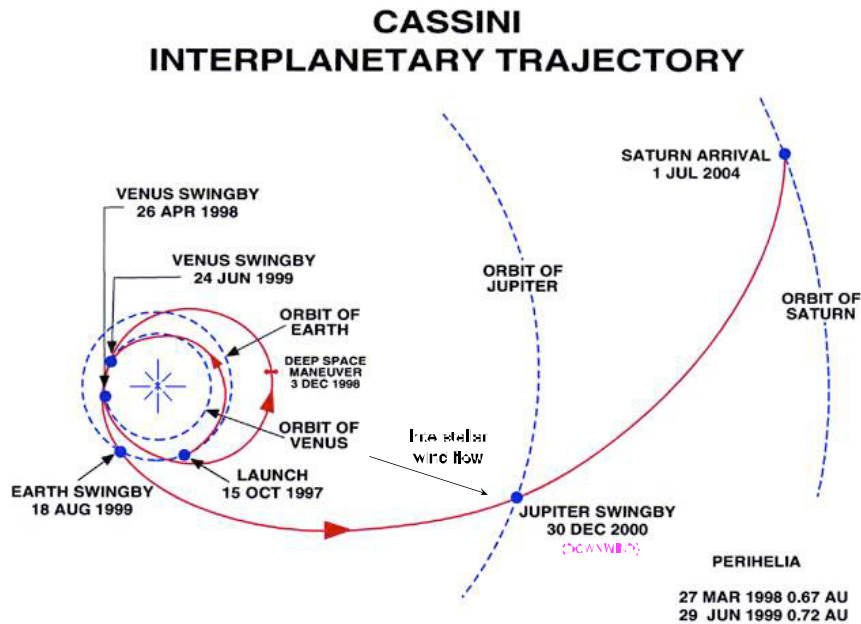 CASSINI
INTERPLANETARY TRAJECTORY
VENUS SWINGBY
26 APR 1998
VENUS SWINGBY
24 JUN 1999
ORBIT OF
EARTH
DEEP SPACE
MANEUVER
3 DEC 1998
ORBIT OF
VENUS
EARTH SWINGBY
18 AUG 1999
LAUNCH
15 OCT 1997
ORBIT OF
JUPITER
SATURN ARRIVAL
1 JUL 2004
ORBIT OF
SATURN
Interstellar
wind flow
JUPITER SWINGBY
30 DEC 2000
(DOWNWIND)
PERIHELIA
27 MAR 1998 0.67 AU
29 JUN 1999 0.72 AU